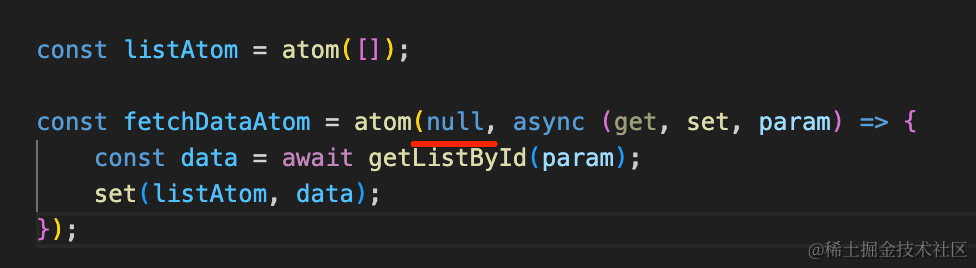 const listAtom = atom([]);
const fetchDataAtom = atom(null, async (get, set, param) => {
const data = await getListById(param);
set(listAtom, data);
});
@稀土掘金技术社区